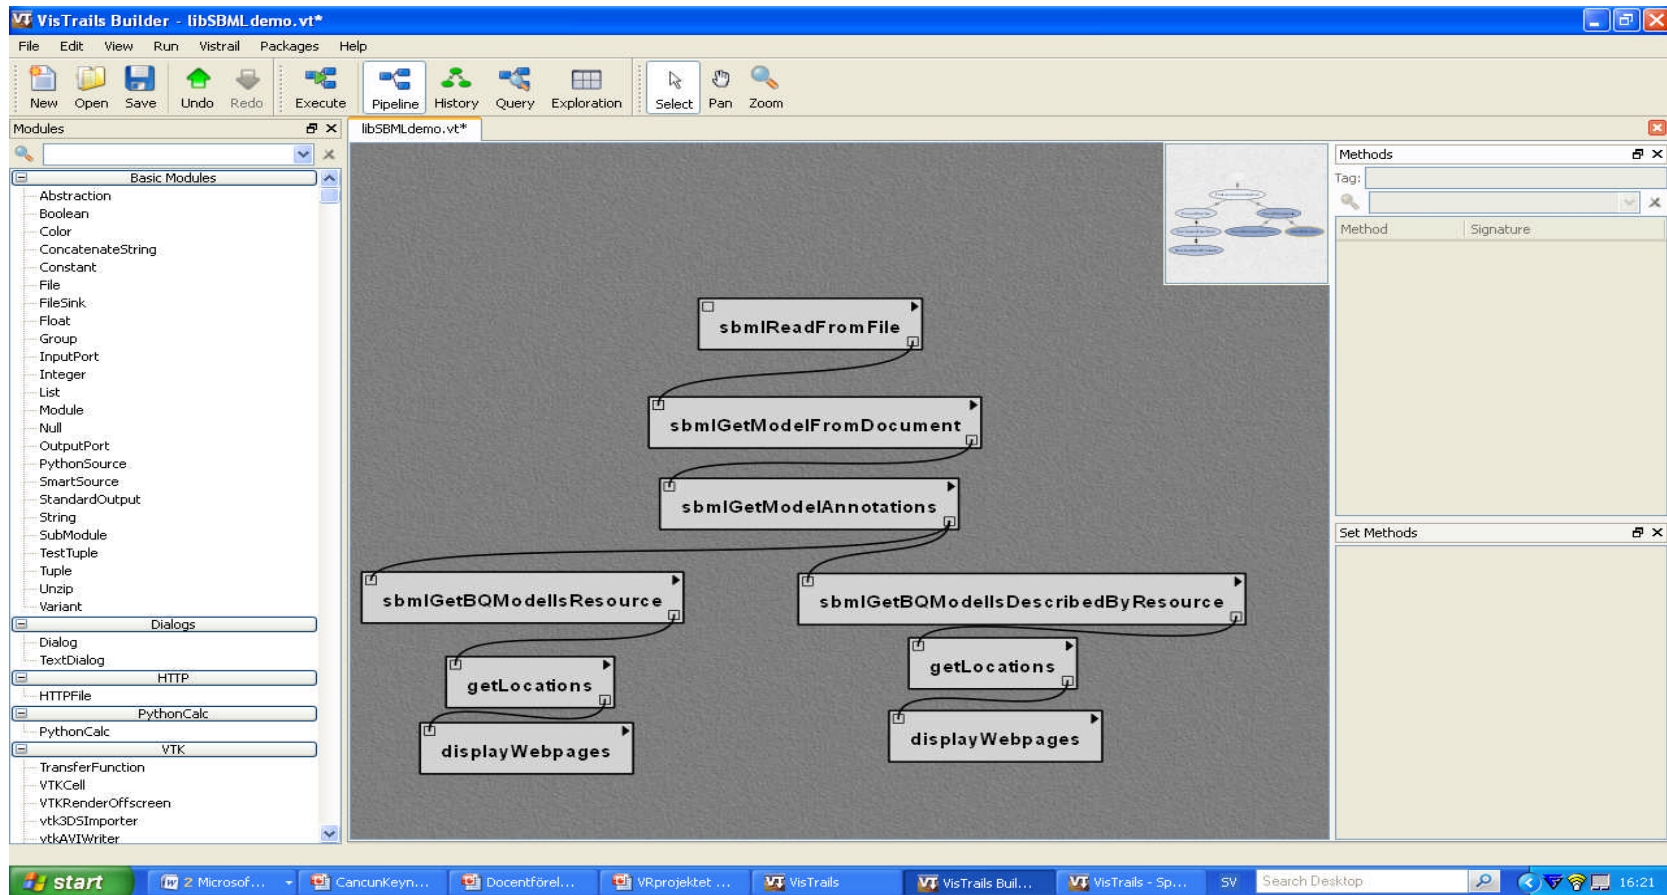 VisTrails Builder - libSBMLdemo.vt*
File Edit View Run Vistrail Packages Help
New Open Save Undo Redo Execute Pipeline History Query Exploration Select Pan Zoom
Modules
libSBMLdemo.vt*
Basic Modules
Abstraction
Boolean
Color
ConcatenateString
Constant
File
FileSink
Float
Group
InputPort
Integer
List
Module
Null
OutputPort
PythonSource
SmartSource
StandardOutput
String
SubModule
TestTuple
Tuple
Unzip
Variant
Dialogs
Dialog
TextDialog
HTTP
HTTPFile
PythonCalc
PythonCalc
VTK
TransferFunction
VTKCell
VTKRenderOffscreen
vtk3DSImporter
vtkAVIWriter
sbmlReadFromFile
sbmlGetModelFromDocument
sbmlGetModelAnnotations
sbmlGetBQModelIsResource
sbmlGetBQModelIsDescribedByResource
getLocations
getLocations
displayWebpages
displayWebpages
Methods
Tag:
Method Signature
Set Methods
start
2 Microsof...
CancunKeyn...
Docentförel...
VRprojektet ...
VisTrails
VisTrails Buil...
VisTrails - Sp...
SV
Search Desktop
16:21